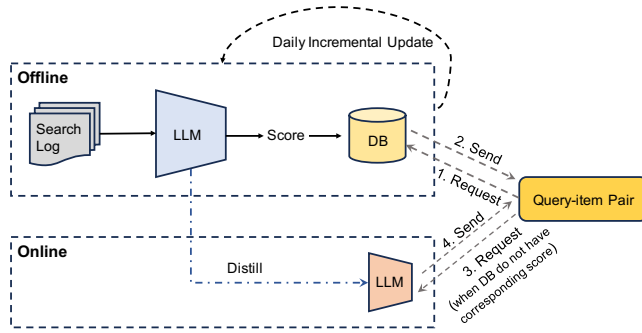 Daily Incremental Update
Offline
Search
Log
LLM
Score
DB
2. Send
1. Request
Query-item Pair
Online
Distill
LLM
4. Send
3. Request
(when DB do not have
corresponding score)